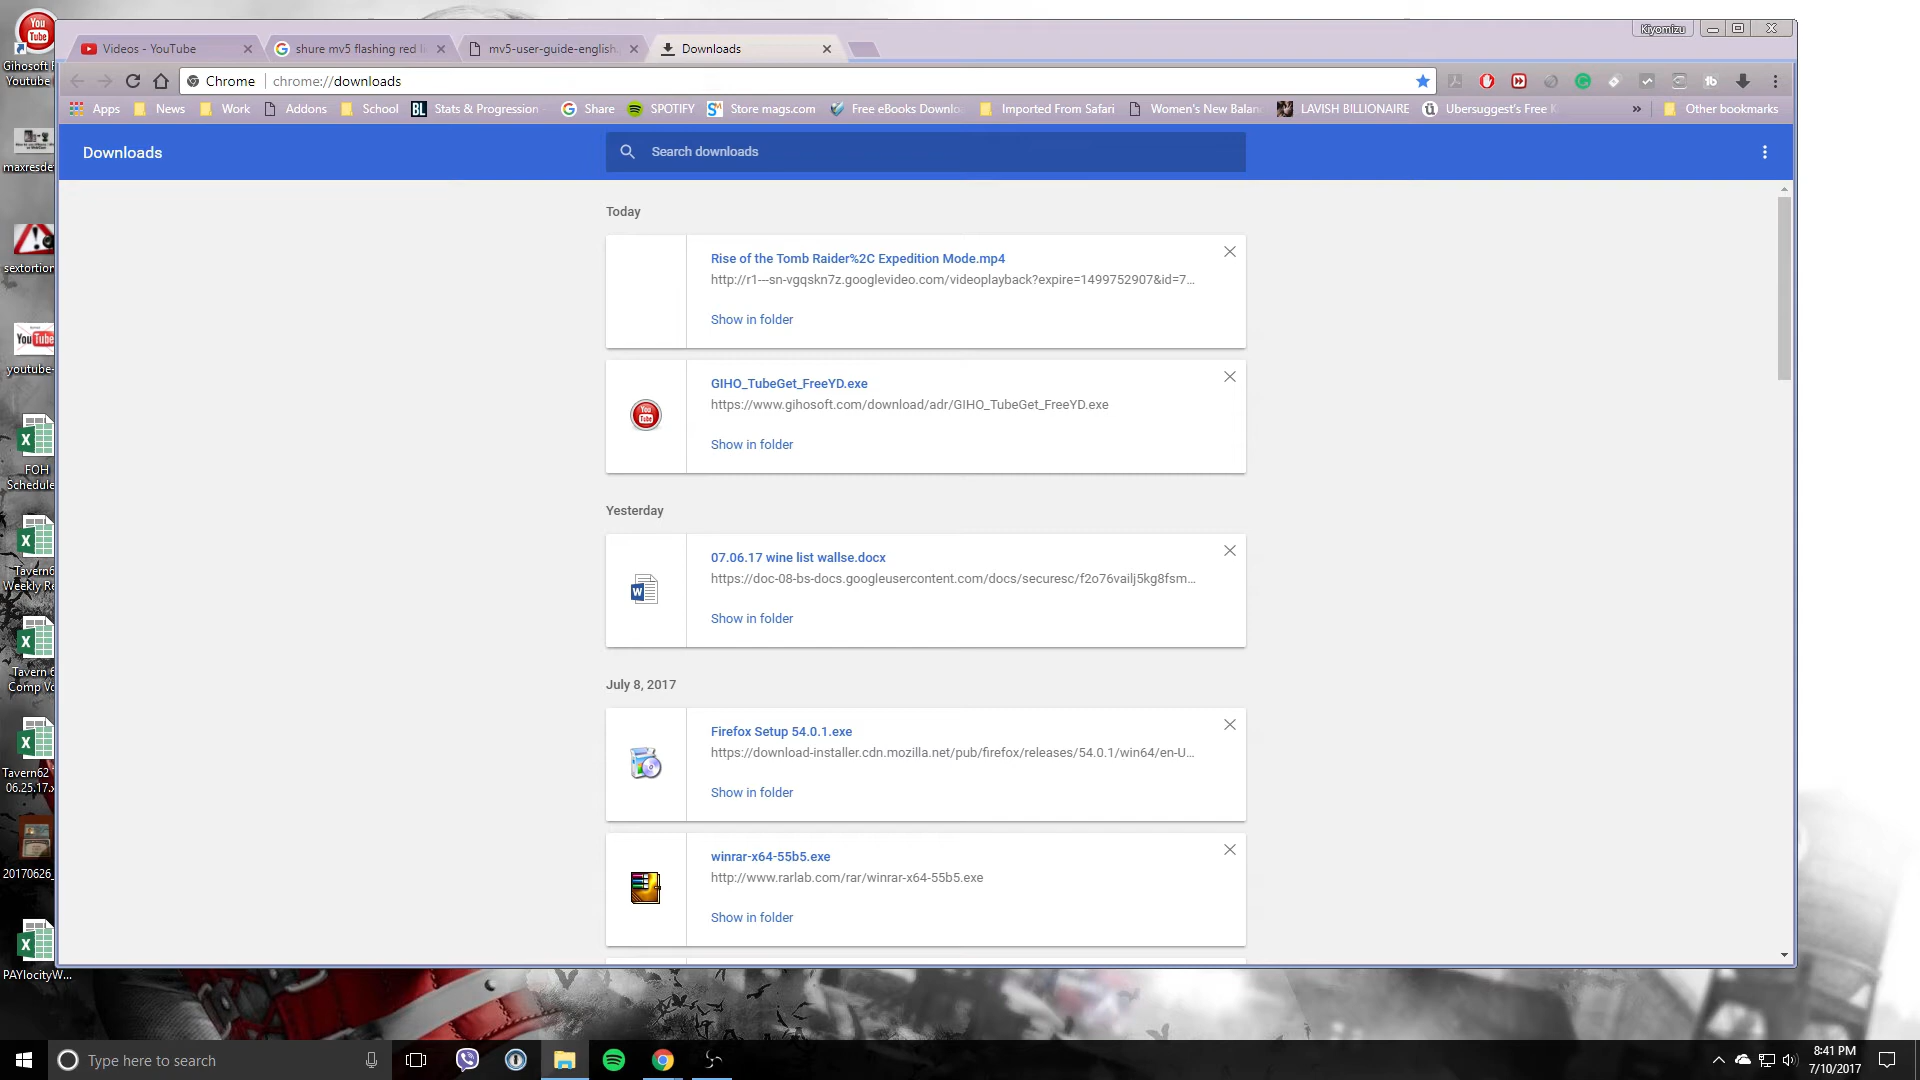 Kiyomizu
Videos - YouTube
shure mv5 flashing red li
mv5-user-guide-english.
Downloads
Chrome
chrome://downloads
Apps
News
Work
Addons
School
BL
Stats & Progression
Share
SPOTIFY
Store mags.com
Free eBooks Downlo
Imported From Safari
Women's New Balan
LAVISH BILLIONAIRE
Ubersuggest's Free K
»
Other bookmarks
Downloads
Search downloads
Today
Rise of the Tomb Raider%2C Expedition Mode.mp4
http://r1---sn-vgqskn7z.googlevideo.com/videoplayback?expire=1499752907&id=7...
Show in folder
GIHO_TubeGet_FreeYD.exe
https://www.gihosoft.com/download/adr/GIHO_TubeGet_FreeYD.exe
Show in folder
Yesterday
07.06.17 wine list wallse.docx
https://doc-08-bs-docs.googleusercontent.com/docs/securesc/f2o76vailj5kg8fsm...
Show in folder
July 8, 2017
Firefox Setup 54.0.1.exe
https://download-installer.cdn.mozilla.net/pub/firefox/releases/54.0.1/win64/en-U...
Show in folder
winrar-x64-55b5.exe
http://www.rarlab.com/rar/winrar-x64-55b5.exe
Show in folder
Gihosoft F
Youtube
maxresde
sextortion
youtube-
FOH
Schedule
Tavern6
Weekly Re
Tavern 6
Comp Vo
Tavern62
06.25.17.x
20170626_
PAYlocityW...
Type here to search
8:41 PM
7/10/2017